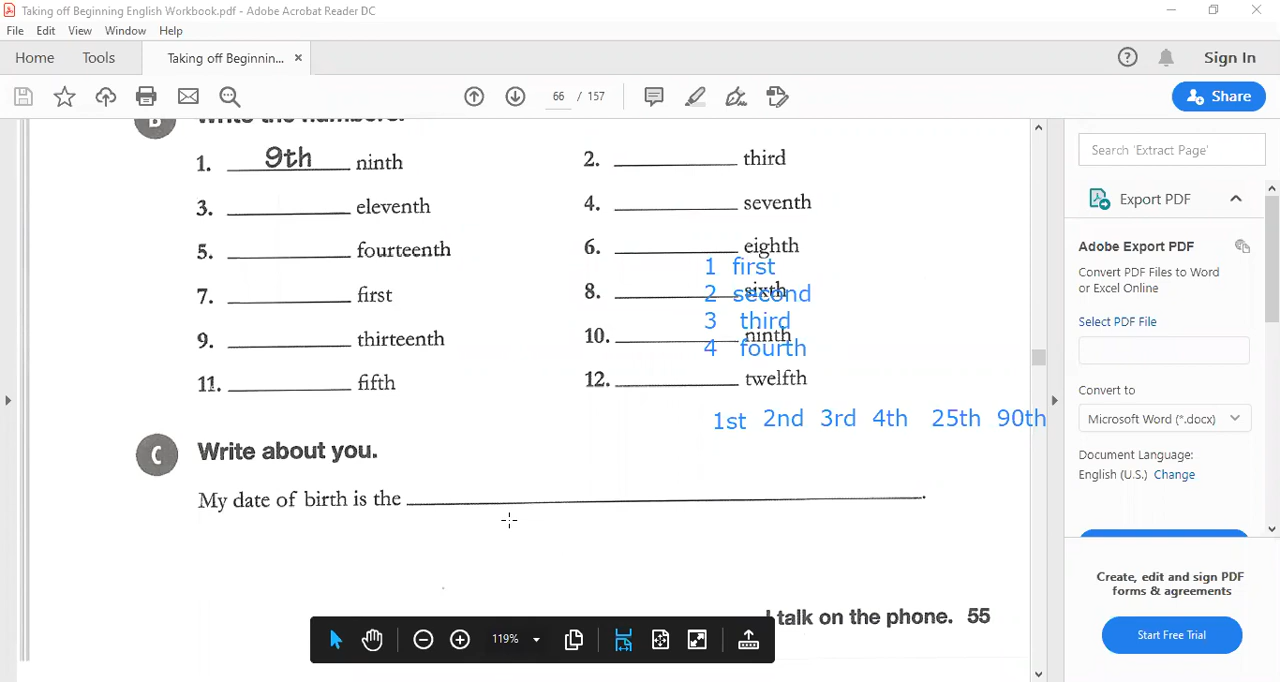 Taking off Beginning English Workbook.pdf - Adobe Acrobat Reader DC
File Edit View Window Help
Home Tools Taking off Beginnin... × Sign In
66 / 157 Share
B Write the numbers.
1. 9th ninth 2. third
3. eleventh 4. seventh
5. fourteenth 6. eighth
1 first
7. first 8. sixth
2 second
3 third
9. thirteenth 10. ninth
4 fourth
11. fifth 12. twelfth
1st 2nd 3rd 4th 25th 90th
C Write about you.
My date of birth is the .
I talk on the phone. 55
119%
Search 'Extract Page'
Export PDF
Adobe Export PDF
Convert PDF Files to Word
or Excel Online
Select PDF File
Convert to
Microsoft Word (*.docx)
Document Language:
English (U.S.) Change
Create, edit and sign PDF
forms & agreements
Start Free Trial